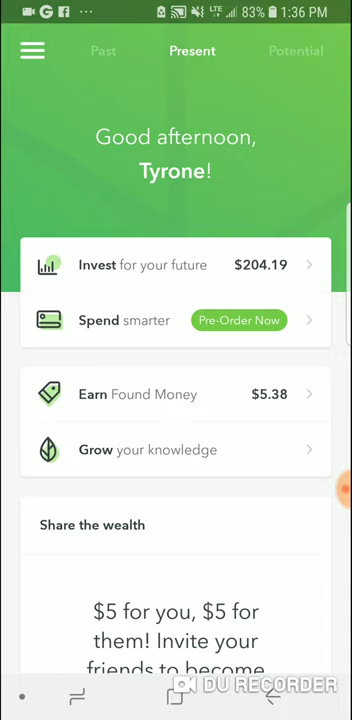 LTE 83% 1:36 PM
Past Present Potential
Good afternoon,
Tyrone!
Invest for your future $204.19
Spend smarter Pre-Order Now
Earn Found Money $5.38
Grow your knowledge
Share the wealth
$5 for you, $5 for
them! Invite your
friends to become
DU RECORDER